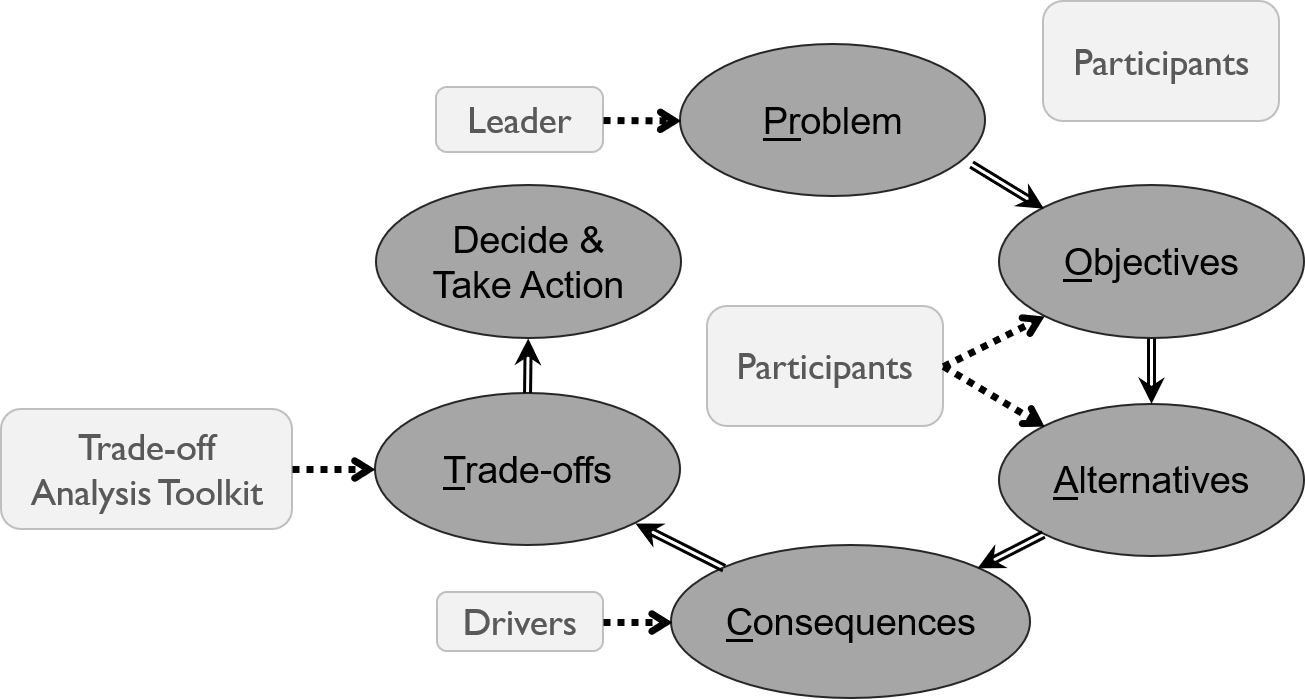 Participants
Leader
Problem
Decide &
Take Action
Objectives
Participants
Trade-off
Analysis Toolkit
Trade-offs
Alternatives
Drivers
Consequences